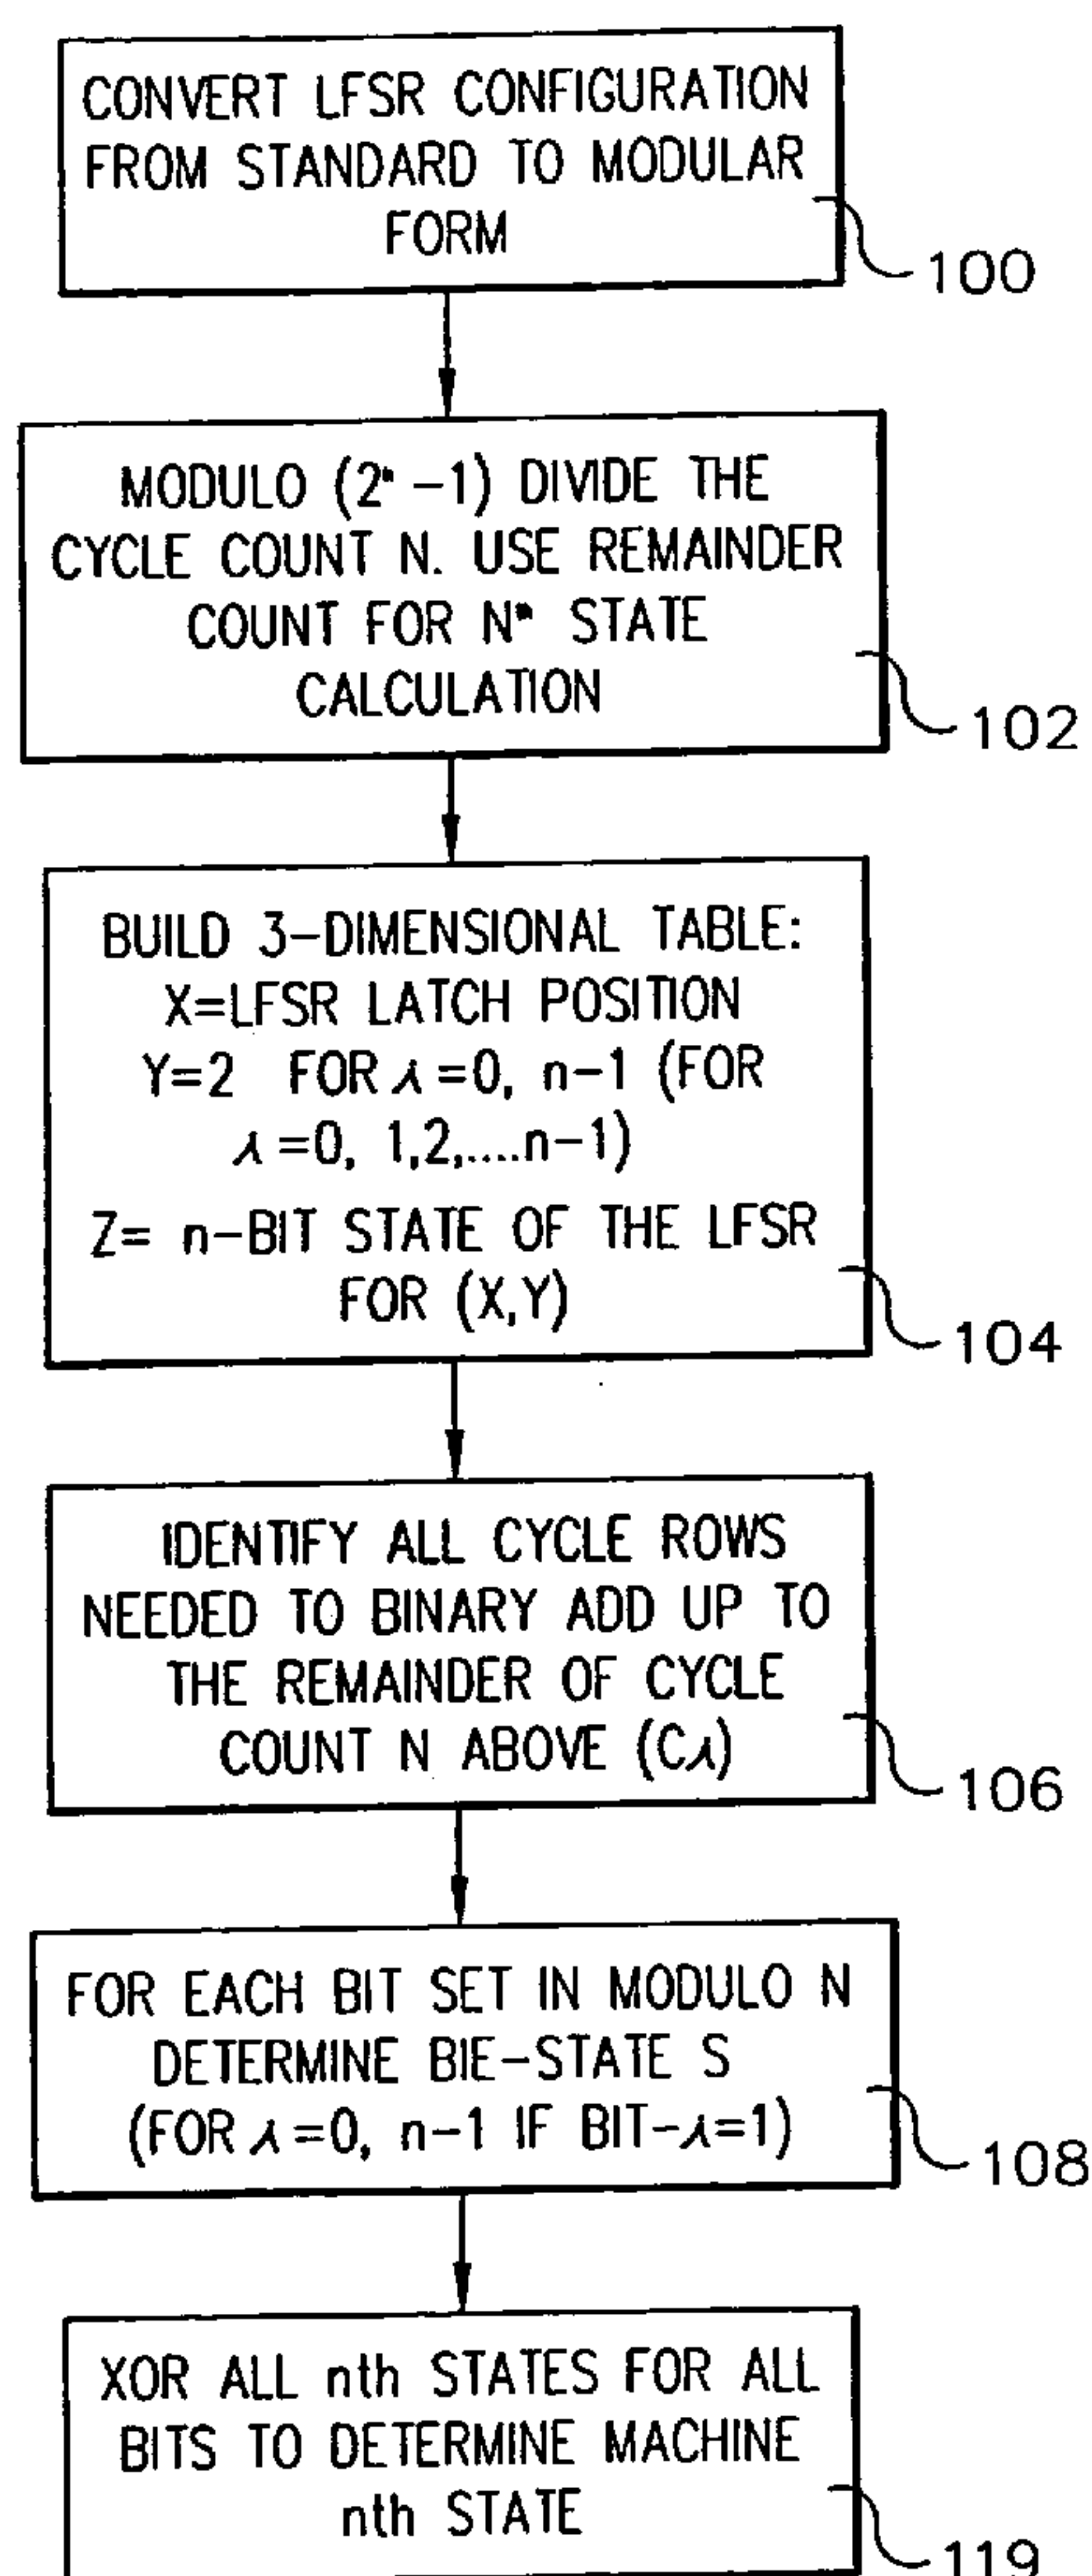 CONVERT LFSR CONFIGURATION
FROM STANDARD TO MODULAR
FORM
100
MODULO (2ⁿ -1) DIVIDE THE
CYCLE COUNT N. USE REMAINDER
COUNT FOR Nⁿ STATE
CALCULATION
102
BUILD 3-DIMENSIONAL TABLE:
X=LFSR LATCH POSITION
Y=2 FOR i =0, n-1 (FOR
i =0, 1,2,....n-1)
Z= n-BIT STATE OF THE LFSR
FOR (X,Y)
104
IDENTIFY ALL CYCLE ROWS
NEEDED TO BINARY ADD UP TO
THE REMAINDER OF CYCLE
COUNT N ABOVE (Ci)
106
FOR EACH BIT SET IN MODULO N
DETERMINE BIE-STATE S
(FOR i =0, n-1 IF BIT-i=1)
108
XOR ALL nth STATES FOR ALL
BITS TO DETERMINE MACHINE
nth STATE
119